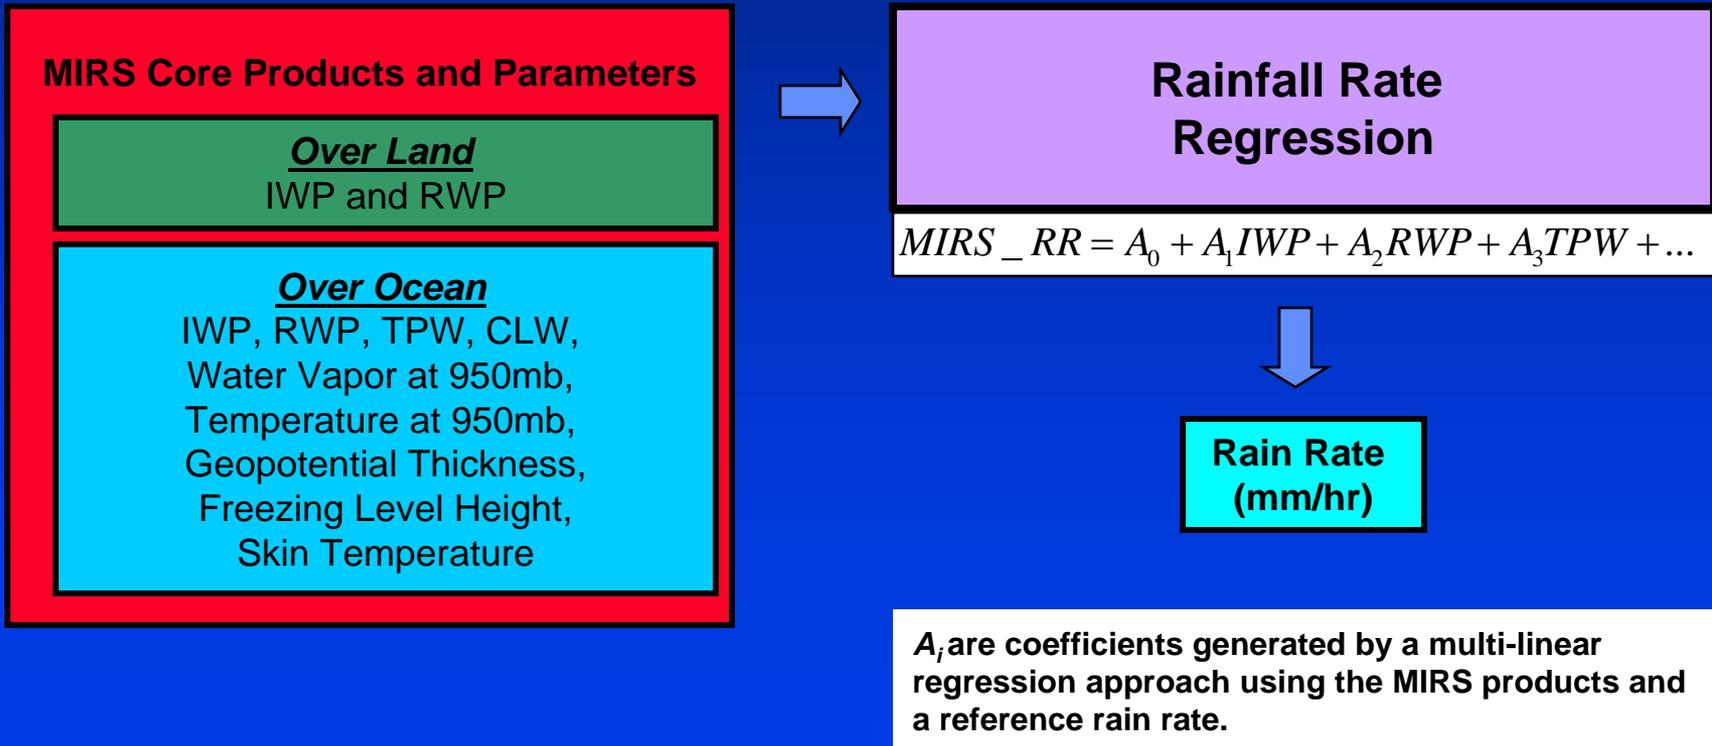 MIRS Core Products and Parameters
Over Land
IWP and RWP
Over Ocean
IWP, RWP, TPW, CLW,
Water Vapor at 950mb,
Temperature at 950mb,
Geopotential Thickness,
Freezing Level Height,
Skin Temperature
Rainfall Rate
Regression
MIRS _ RR = A₀ + A₁IWP + A₂RWP + A₃TPW + ...
Rain Rate
(mm/hr)
Aᵢ are coefficients generated by a multi-linear
regression approach using the MIRS products and
a reference rain rate.